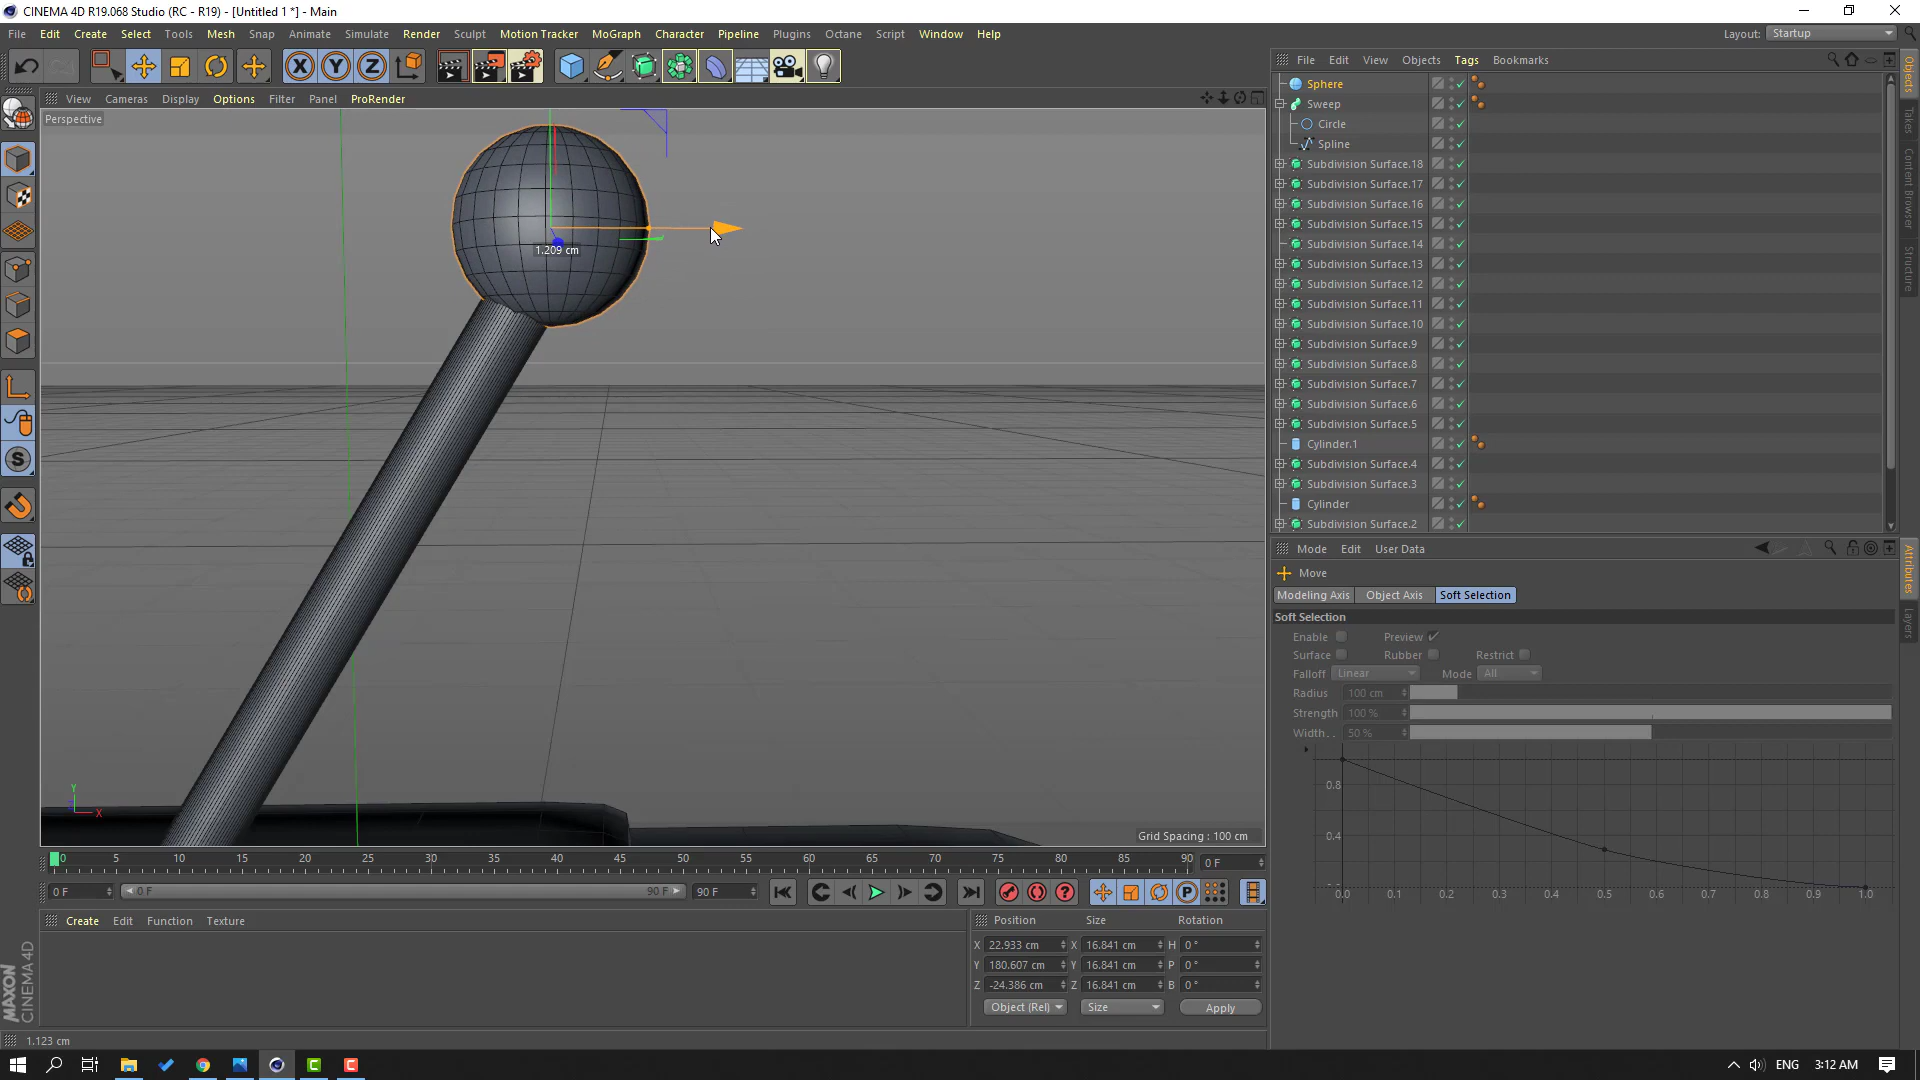 CINEMA 4D R19.068 Studio (RC - R19) - [Untitled 1 *] - Main
File Edit Create Select Tools Mesh Snap Animate Simulate Render Sculpt Motion Tracker MoGraph Character Pipeline Plugins Octane Script Window Help
Layout: Startup
View Cameras Display Options Filter Panel ProRender
Perspective
1.209 cm
Y
X
Grid Spacing : 100 cm
File Edit View Objects Tags Bookmarks
Sphere
Sweep
Circle
Spline
Subdivision Surface.18
Subdivision Surface.17
Subdivision Surface.16
Subdivision Surface.15
Subdivision Surface.14
Subdivision Surface.13
Subdivision Surface.12
Subdivision Surface.11
Subdivision Surface.10
Subdivision Surface.9
Subdivision Surface.8
Subdivision Surface.7
Subdivision Surface.6
Subdivision Surface.5
Cylinder.1
Subdivision Surface.4
Subdivision Surface.3
Cylinder
Subdivision Surface.2
Objects
Takes
Content Browser
Structure
Mode Edit User Data
Move
Modeling Axis Object Axis Soft Selection
Soft Selection
Enable Preview
Surface Rubber Restrict
Falloff Linear Mode All
Radius 100 cm
Strength 100 %
Width . . 50 %
0.8
0.4
0.0 0.1 0.2 0.3 0.4 0.5 0.6 0.7 0.8 0.9 1.0
Attributes
Layers
0 5 10 15 20 25 30 35 40 45 50 55 60 65 70 75 80 85 90 0 F
0 F 0 F 90 F 90 F
Create Edit Function Texture
Position Size Rotation
X 22.933 cm X 16.841 cm H 0 °
Y 180.607 cm Y 16.841 cm P 0 °
Z -24.386 cm Z 16.841 cm B 0 °
Object (Rel) Size Apply
MAXON
CINEMA 4D
1.123 cm
ENG 3:12 AM